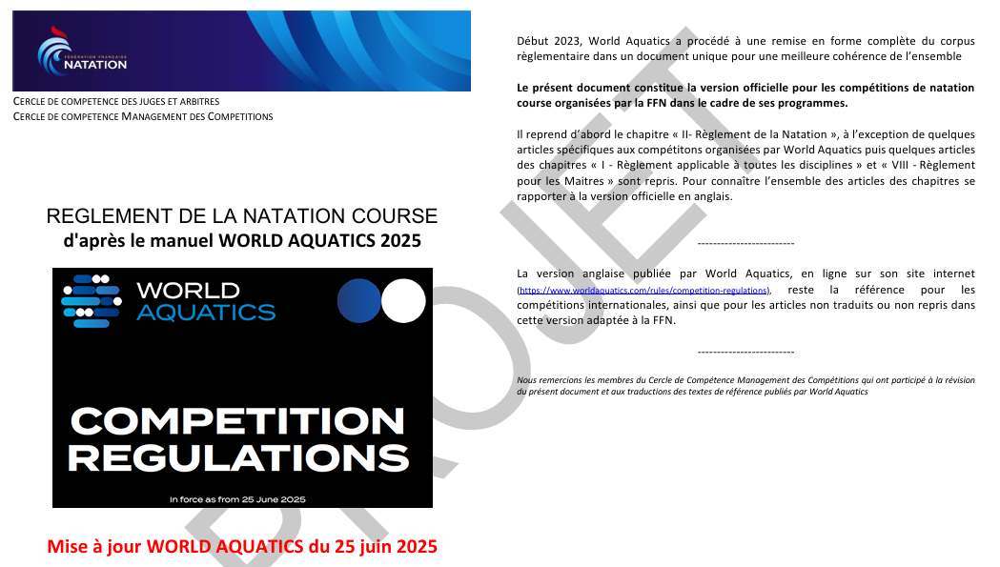 FÉDÉRATION FRANÇAISE
NATATION
CERCLE DE COMPETENCE DES JUGES ET ARBITRES
CERCLE DE COMPETENCE MANAGEMENT DES COMPETITIONS
REGLEMENT DE LA NATATION COURSE
d'après le manuel WORLD AQUATICS 2025
WORLD
AQUATICS
COMPETITION
REGULATIONS
In force as from 25 June 2025
Mise à jour WORLD AQUATICS du 25 juin 2025
PROJET
Début 2023, World Aquatics a procédé à une remise en forme complète du corpus
règlementaire dans un document unique pour une meilleure cohérence de l'ensemble
Le présent document constitue la version officielle pour les compétitions de natation
course organisées par la FFN dans le cadre de ses programmes.
Il reprend d'abord le chapitre « II- Règlement de la Natation », à l'exception de quelques
articles spécifiques aux compétitons organisées par World Aquatics puis quelques articles
des chapitres « I - Règlement applicable à toutes les disciplines » et « VIII - Règlement
pour les Maitres » sont repris. Pour connaître l'ensemble des articles des chapitres se
rapporter à la version officielle en anglais.
-------------------------
La version anglaise publiée par World Aquatics, en ligne sur son site internet
(https://www.worldaquatics.com/rules/competition-regulations), reste la référence pour les
compétitions internationales, ainsi que pour les articles non traduits ou non repris dans
cette version adaptée à la FFN.
-------------------------
Nous remercions les membres du Cercle de Compétence Management des Compétitions qui ont participé à la révision
du présent document et aux traductions des textes de référence publiés par World Aquatics